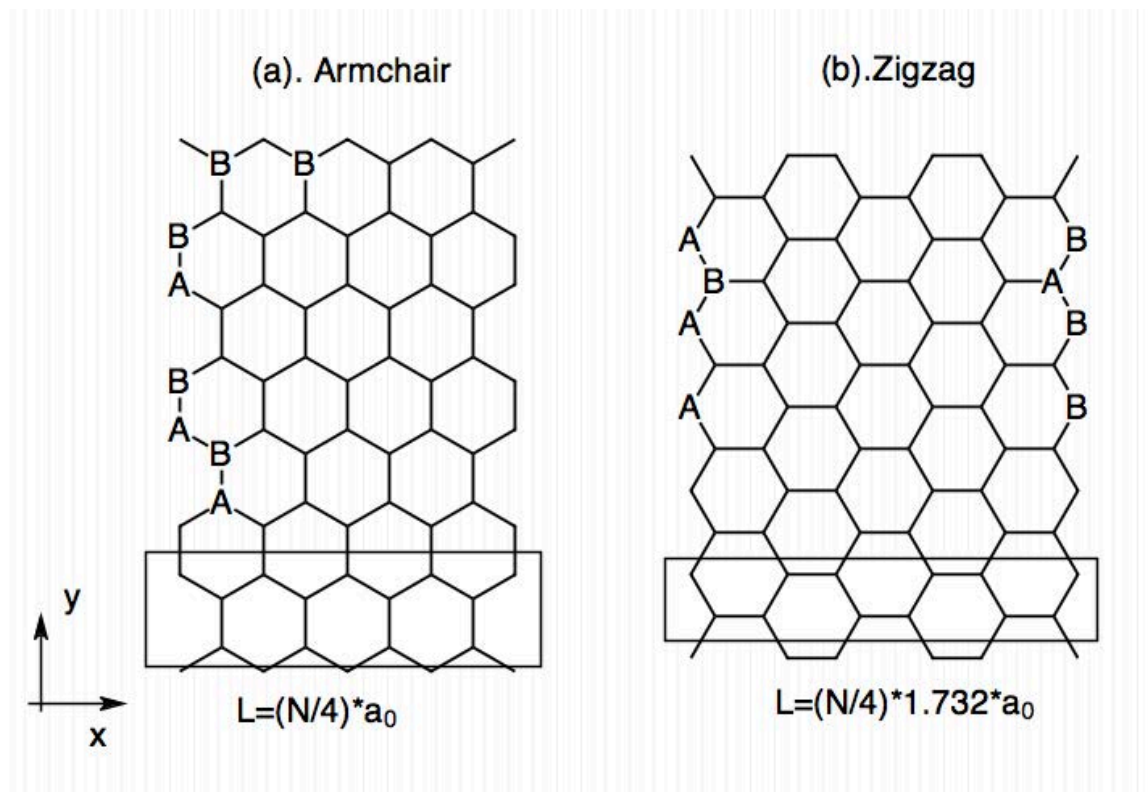 (a). Armchair
(b).Zigzag
B B
B
A
B
A
B
A
A
B
A
A
B
A
B
B
y
x
L=(N/4)*a₀
L=(N/4)*1.732*a₀